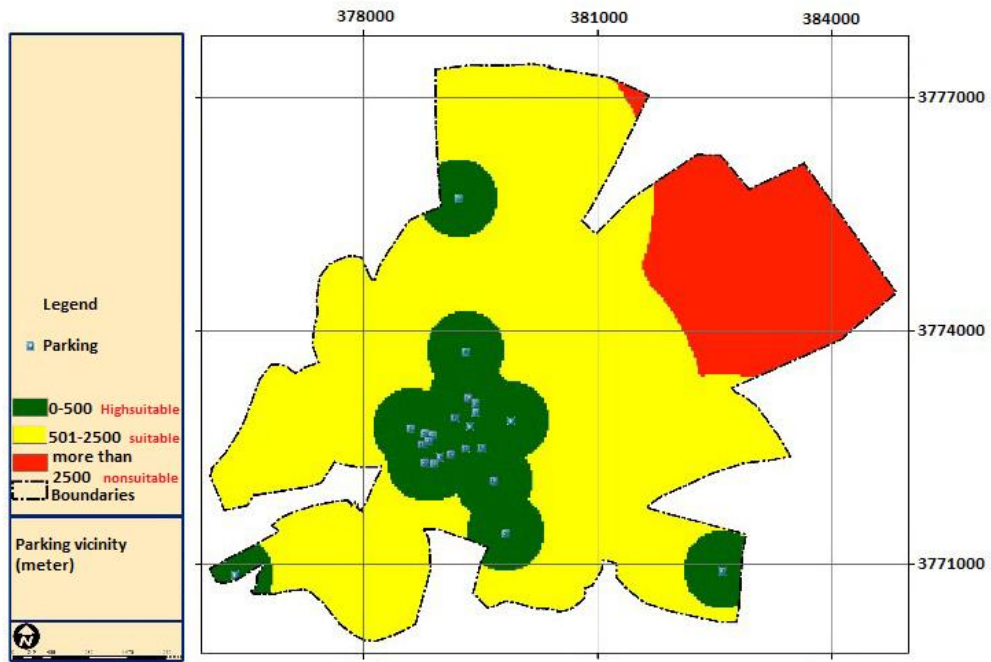 378000
381000
384000
3777000
3774000
3771000
Legend
Parking
0-500 Highsuitable
501-2500 suitable
more than
2500 nonsuitable
Boundaries
Parking vicinity
(meter)
N